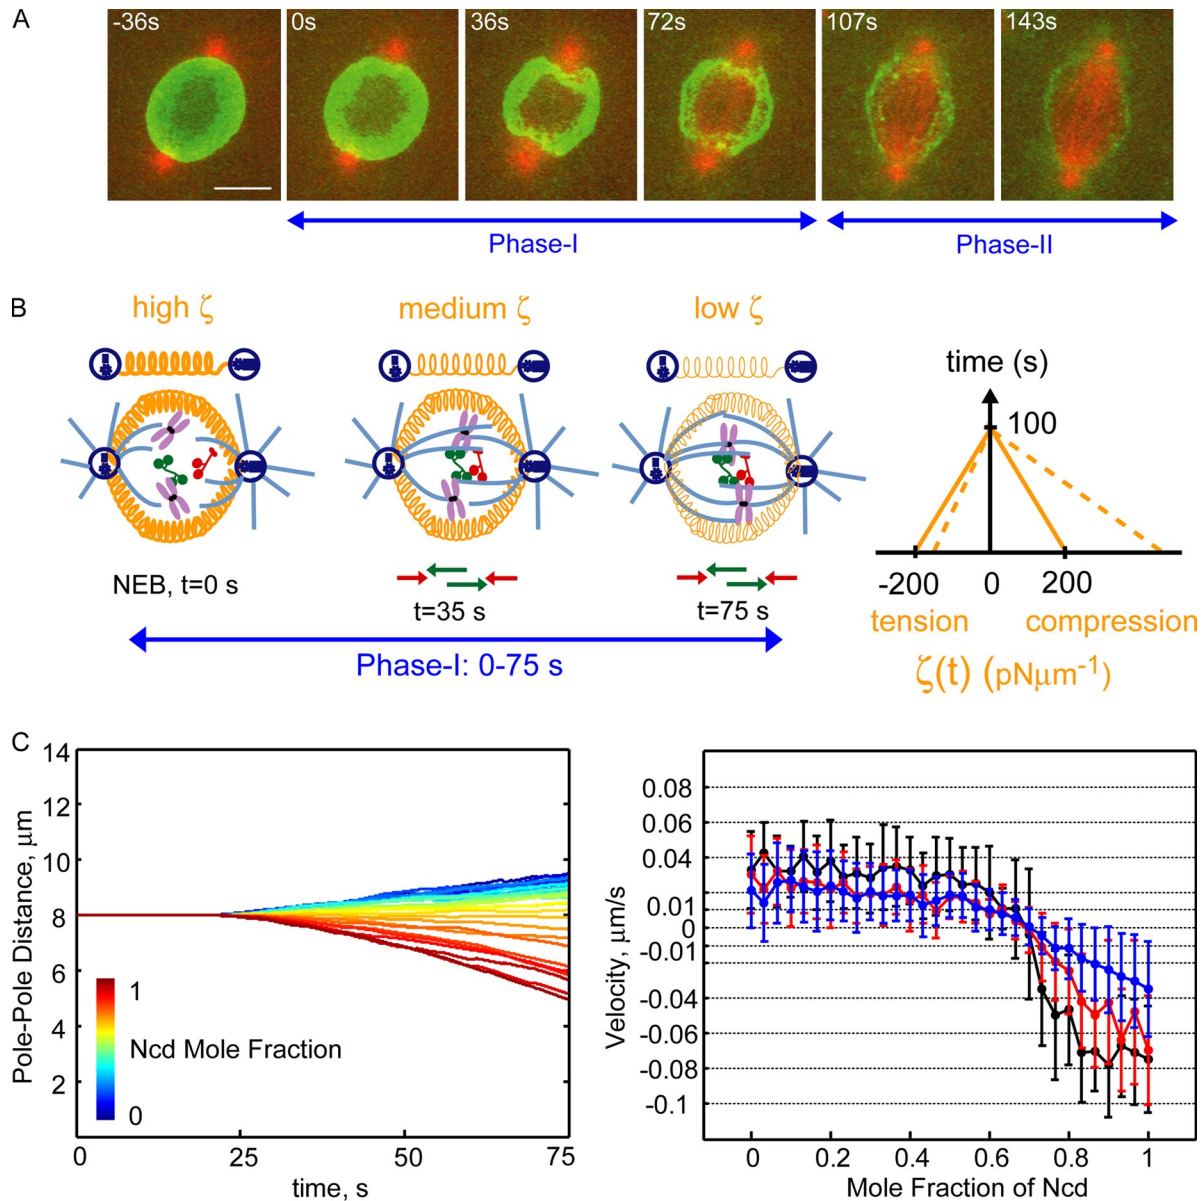 A
-36s
0s
36s
72s
107s
143s
Phase-I
Phase-II
B
high ζ
medium ζ
low ζ
NEB, t=0 s
t=35 s
t=75 s
Phase-I: 0-75 s
time (s)
100
-200
0
200
tension
compression
ζ(t) (pNμm⁻¹)
C
Pole-Pole Distance, μm
14
12
10
8
6
4
2
1
Ncd Mole Fraction
0
0
25
50
75
time, s
Velocity, μm/s
0.08
0.06
0.04
0.01
0
-0.01
-0.04
-0.06
-0.08
-0.1
0
0.2
0.4
0.6
0.8
1
Mole Fraction of Ncd